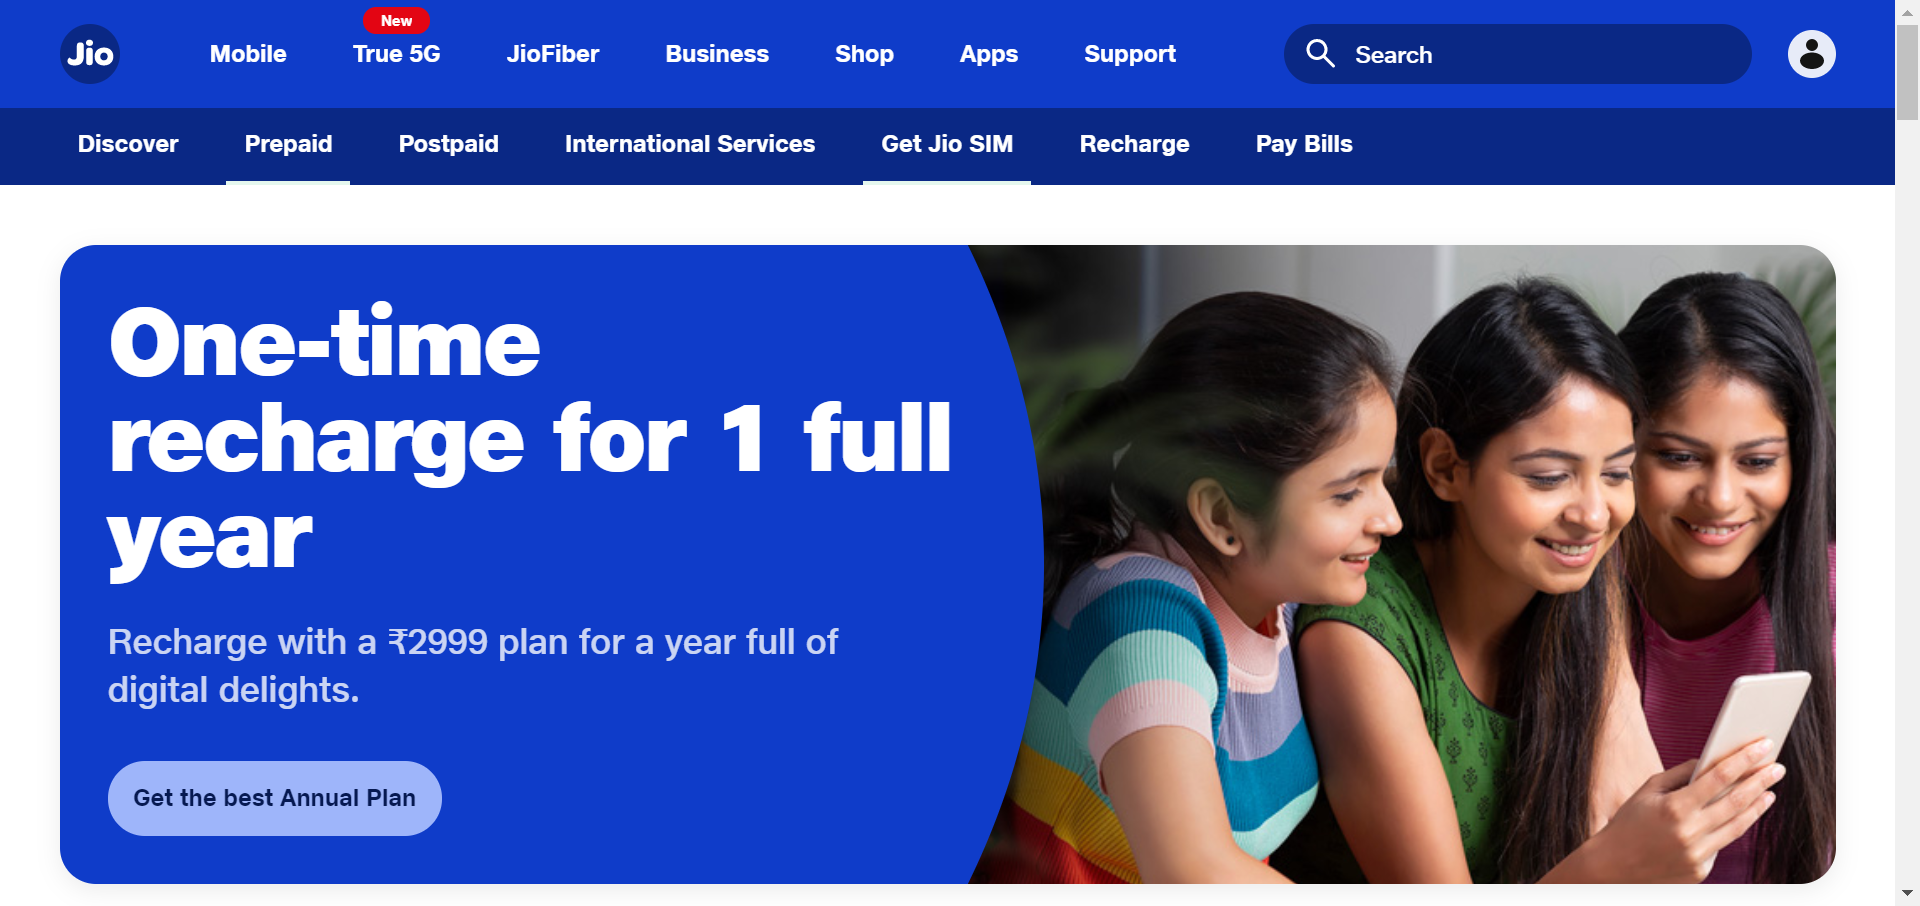 New
Jio Mobile True 5G JioFiber Business Shop Apps Support Search
Discover Prepaid Postpaid International Services Get Jio SIM Recharge Pay Bills
One-time
recharge for 1 full
year
Recharge with a ₹2999 plan for a year full of
digital delights.
Get the best Annual Plan